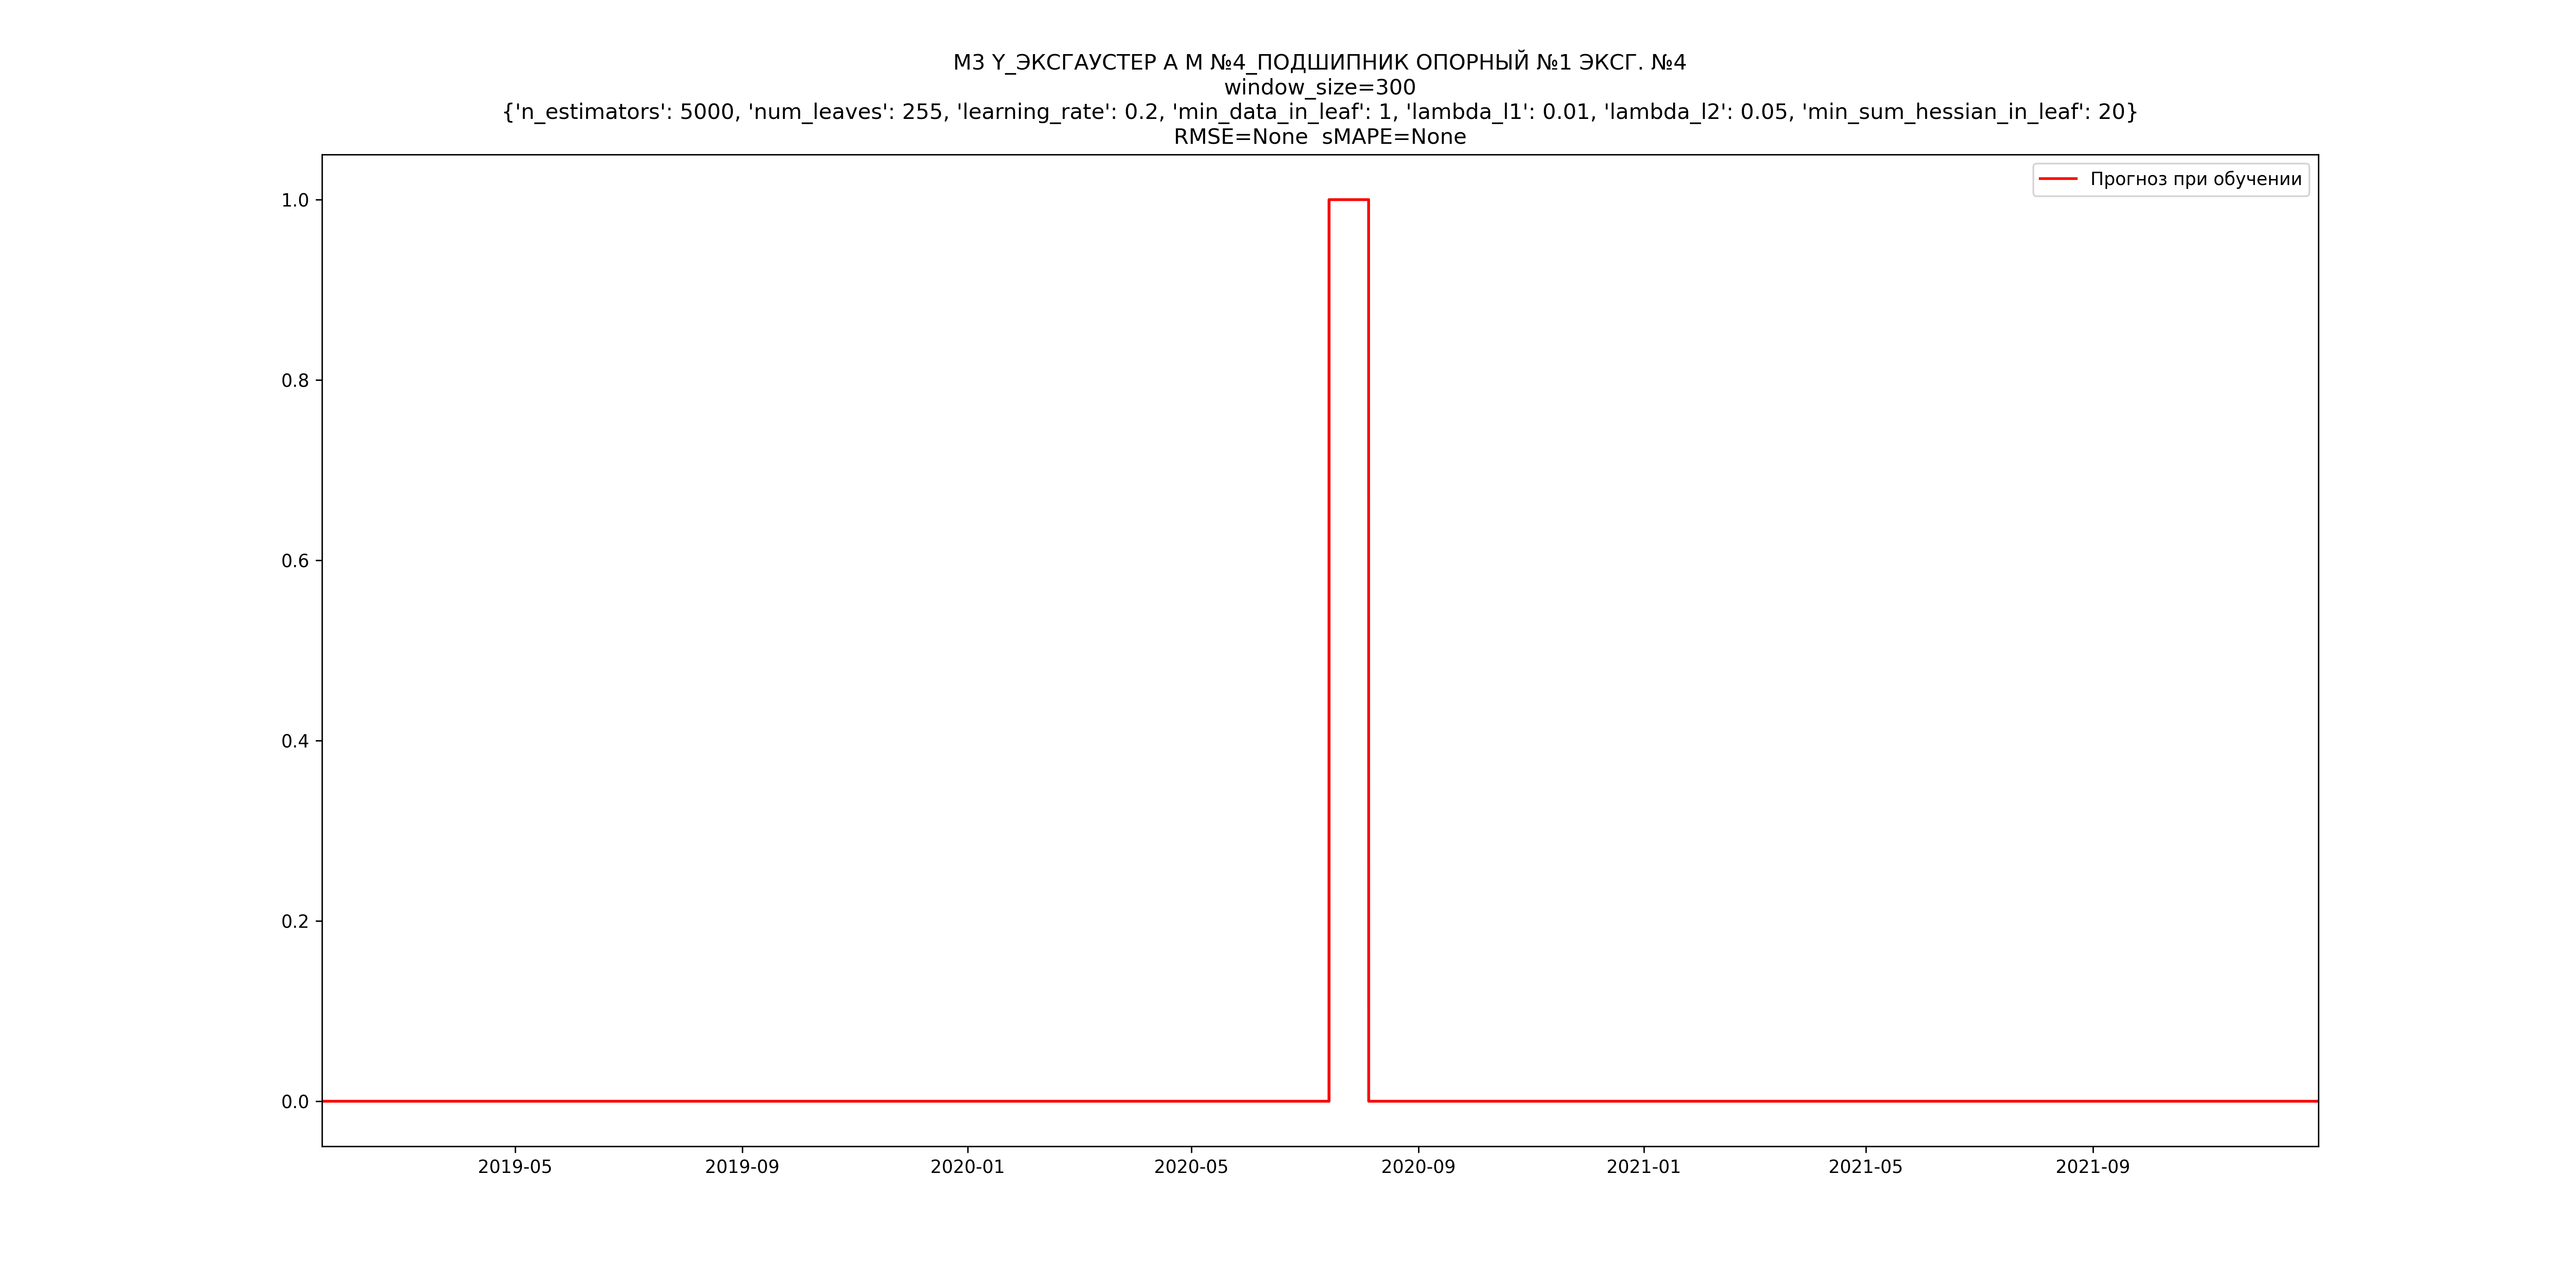 М3 Y_ЭКСГАУСТЕР А М №4_ПОДШИПНИК ОПОРНЫЙ №1 ЭКСГ. №4
window_size=300
{'n_estimators': 5000, 'num_leaves': 255, 'learning_rate': 0.2, 'min_data_in_leaf': 1, 'lambda_l1': 0.01, 'lambda_l2': 0.05, 'min_sum_hessian_in_leaf': 20}
RMSE=None  sMAPE=None
Прогноз при обучении
1.0
0.8
0.6
0.4
0.2
0.0
2019-05 2019-09 2020-01 2020-05 2020-09 2021-01 2021-05 2021-09